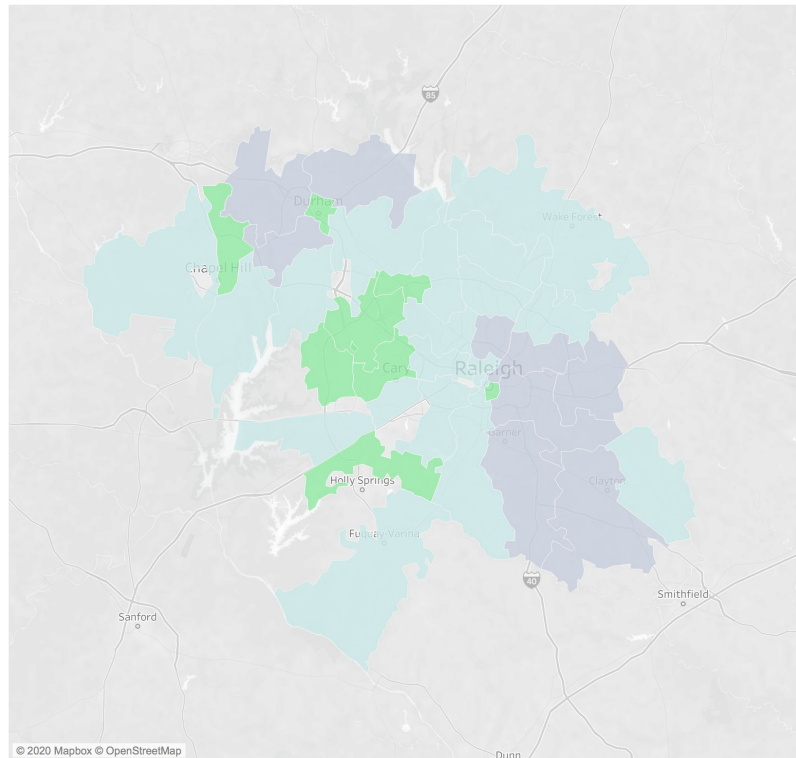 85
Durham
Wake Forest
Chapel Hill
Raleigh
Cary
Garner
Holly Springs
Clayton
Fuquay-Varina
40
Smithfield
Sanford
© 2020 Mapbox © OpenStreetMap
Dunn